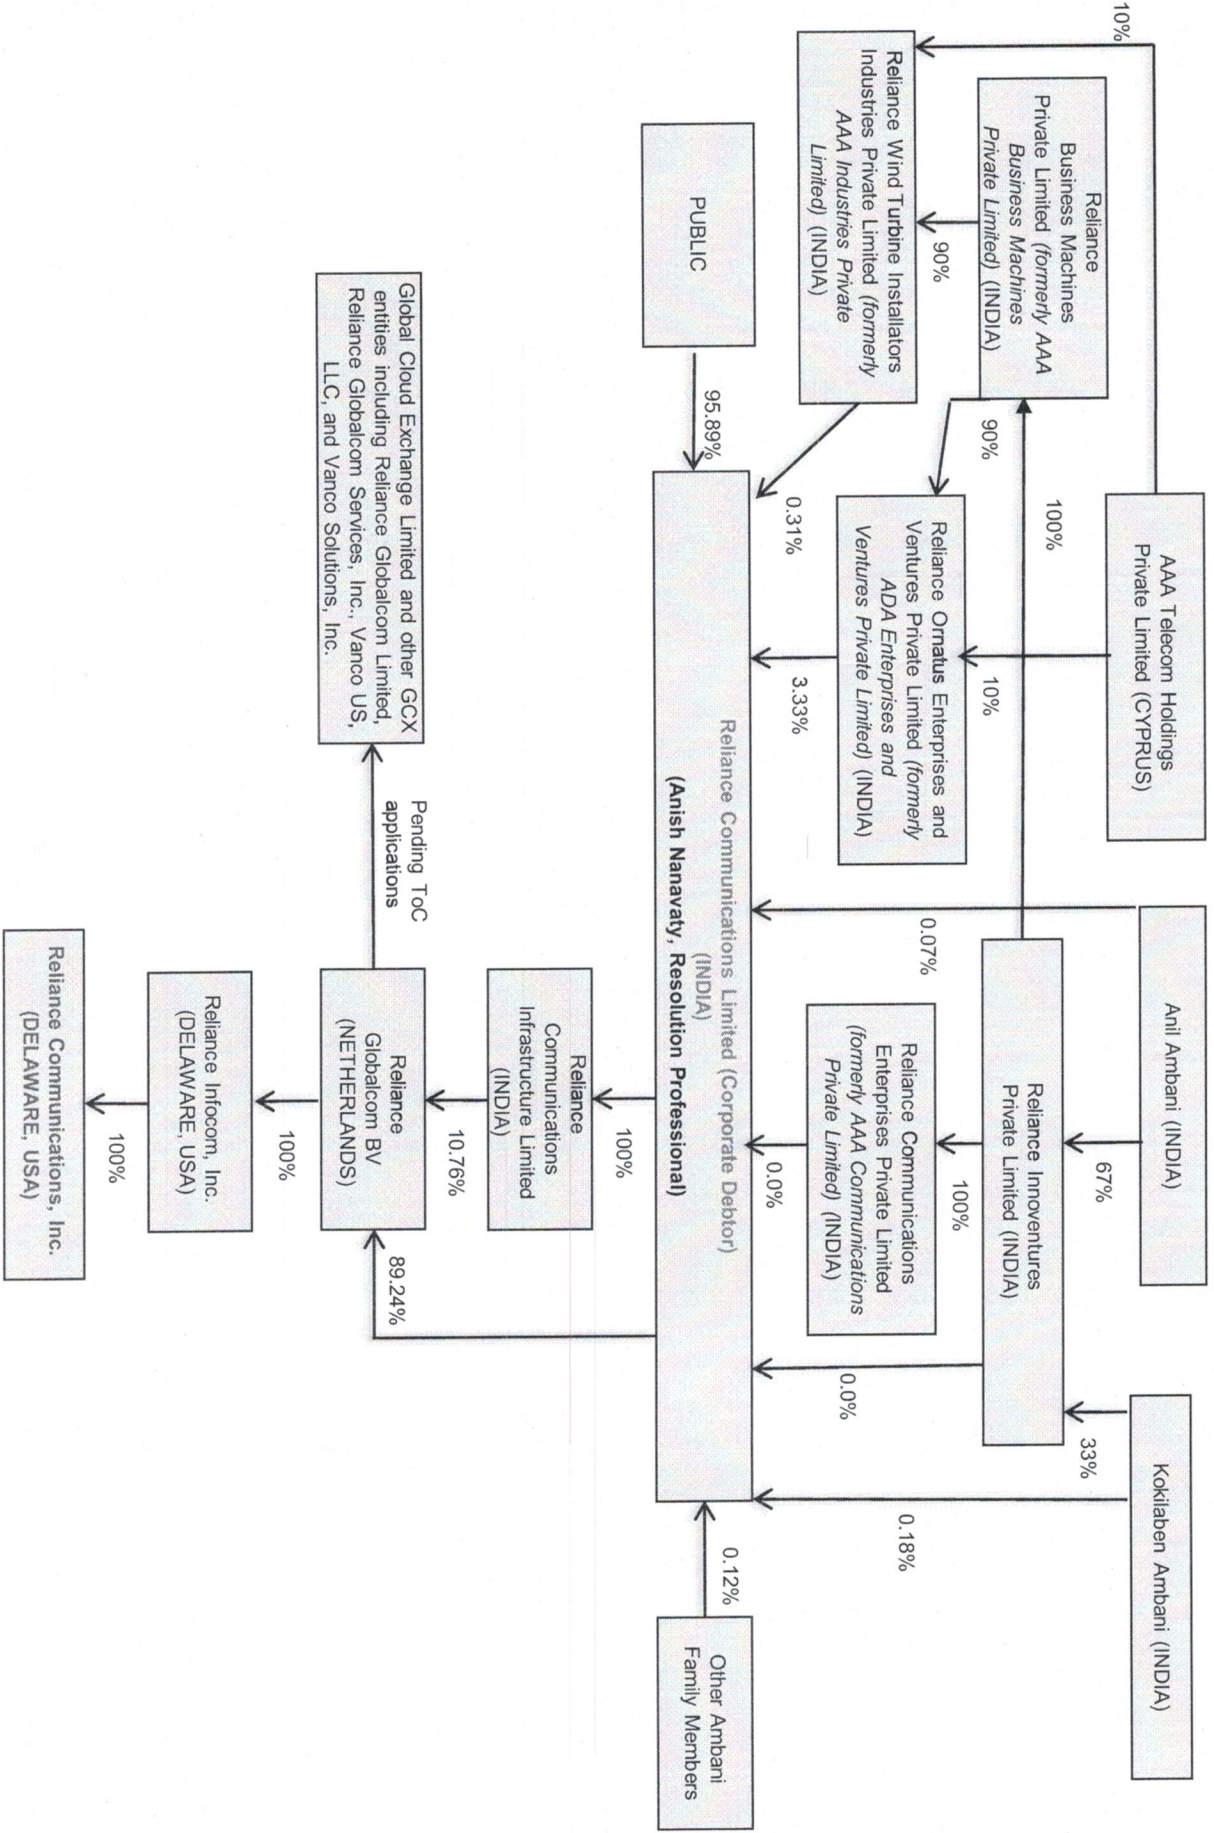 AAA Telecom Holdings
Private Limited (CYPRUS)
Anil Ambani (INDIA)
Kokilaben Ambani (INDIA)
10%
67%
33%
Reliance
Business Machines
Private Limited (formerly AAA
Business Machines
Private Limited) (INDIA)
100%
Reliance Innoventures
Private Limited (INDIA)
90%
90%
10%
0.07%
100%
0.0%
0.18%
Reliance Wind Turbine Installators
Industries Private Limited (formerly
AAA Industries Private
Limited) (INDIA)
Reliance Ornatus Enterprises and
Ventures Private Limited (formerly
ADA Enterprises and
Ventures Private Limited) (INDIA)
Reliance Communications
Enterprises Private Limited
(formerly AAA Communications
Private Limited) (INDIA)
0.31%
3.33%
0.0%
PUBLIC
95.89%
Reliance Communications Limited (Corporate Debtor)
(INDIA)
(Anish Nanavaty, Resolution Professional)
0.12%
Other Ambani
Family Members
100%
Reliance
Communications
Infrastructure Limited
(INDIA)
10.76%
89.24%
Global Cloud Exchange Limited and other GCX
entities including Reliance Globalcom Limited,
Reliance Globalcom Services, Inc., Vanco US,
LLC, and Vanco Solutions, Inc.
Pending ToC
applications
Reliance
Globalcom BV
(NETHERLANDS)
100%
Reliance Infocom, Inc.
(DELAWARE, USA)
100%
Reliance Communications, Inc.
(DELAWARE, USA)